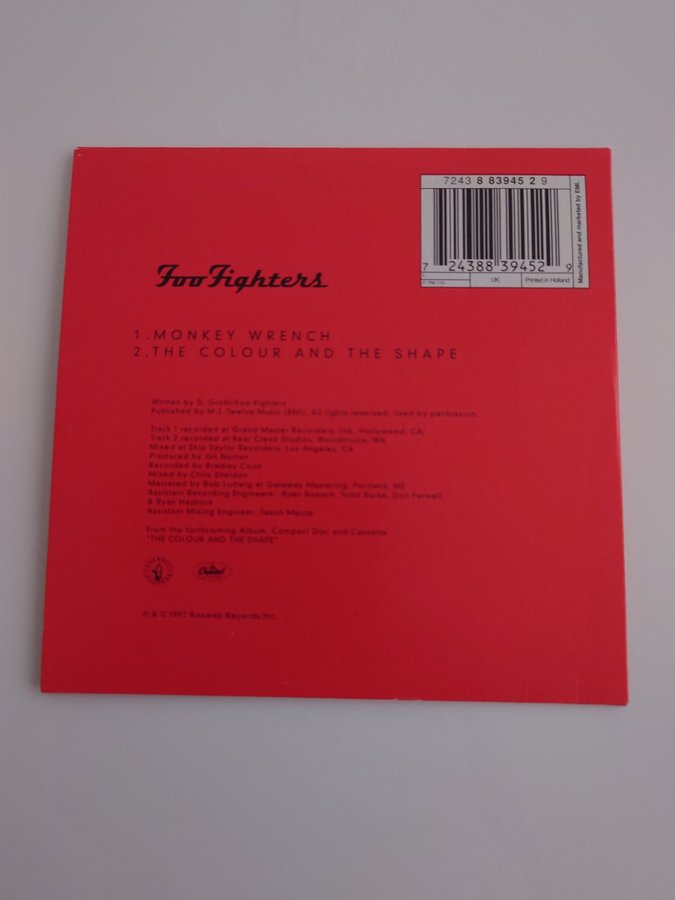 7243 8 83945 2 9
7 24388 39452 9
UK:
Printed in Holland
Manufactured and marketed by EMI.
Foo Fighters
1.MONKEY WRENCH
2.THE COLOUR AND THE SHAPE
Written by D. Grohl/Foo Fighters
Published by M.J.-Twelve Music (BMI). All rights reserved, Used by permission.
Track 1 recorded at Grand Master Recorders, Ltd., Hollywood, CA;
Track 2 recorded at Bear Creek Studios, Woodinville, WA
Mixed at Skip Saylor Recorders, Los Angeles, CA
Produced by Gil Norton
Recorded by Bradley Cook
Mixed by Chris Sheldon
Mastered by Bob Ludwig at Gateway Mastering, Portland, ME
Assistant Recording Engineers: Ryan Boesch, Todd Burke, Don Farwell
& Ryan Hadlock
Assistant Mixing Engineer: Jason Mauza
From the forthcoming Album, Compact Disc and Cassette
"THE COLOUR AND THE SHAPE"
Capitol
℗ & © 1997 Roswell Records,Inc.